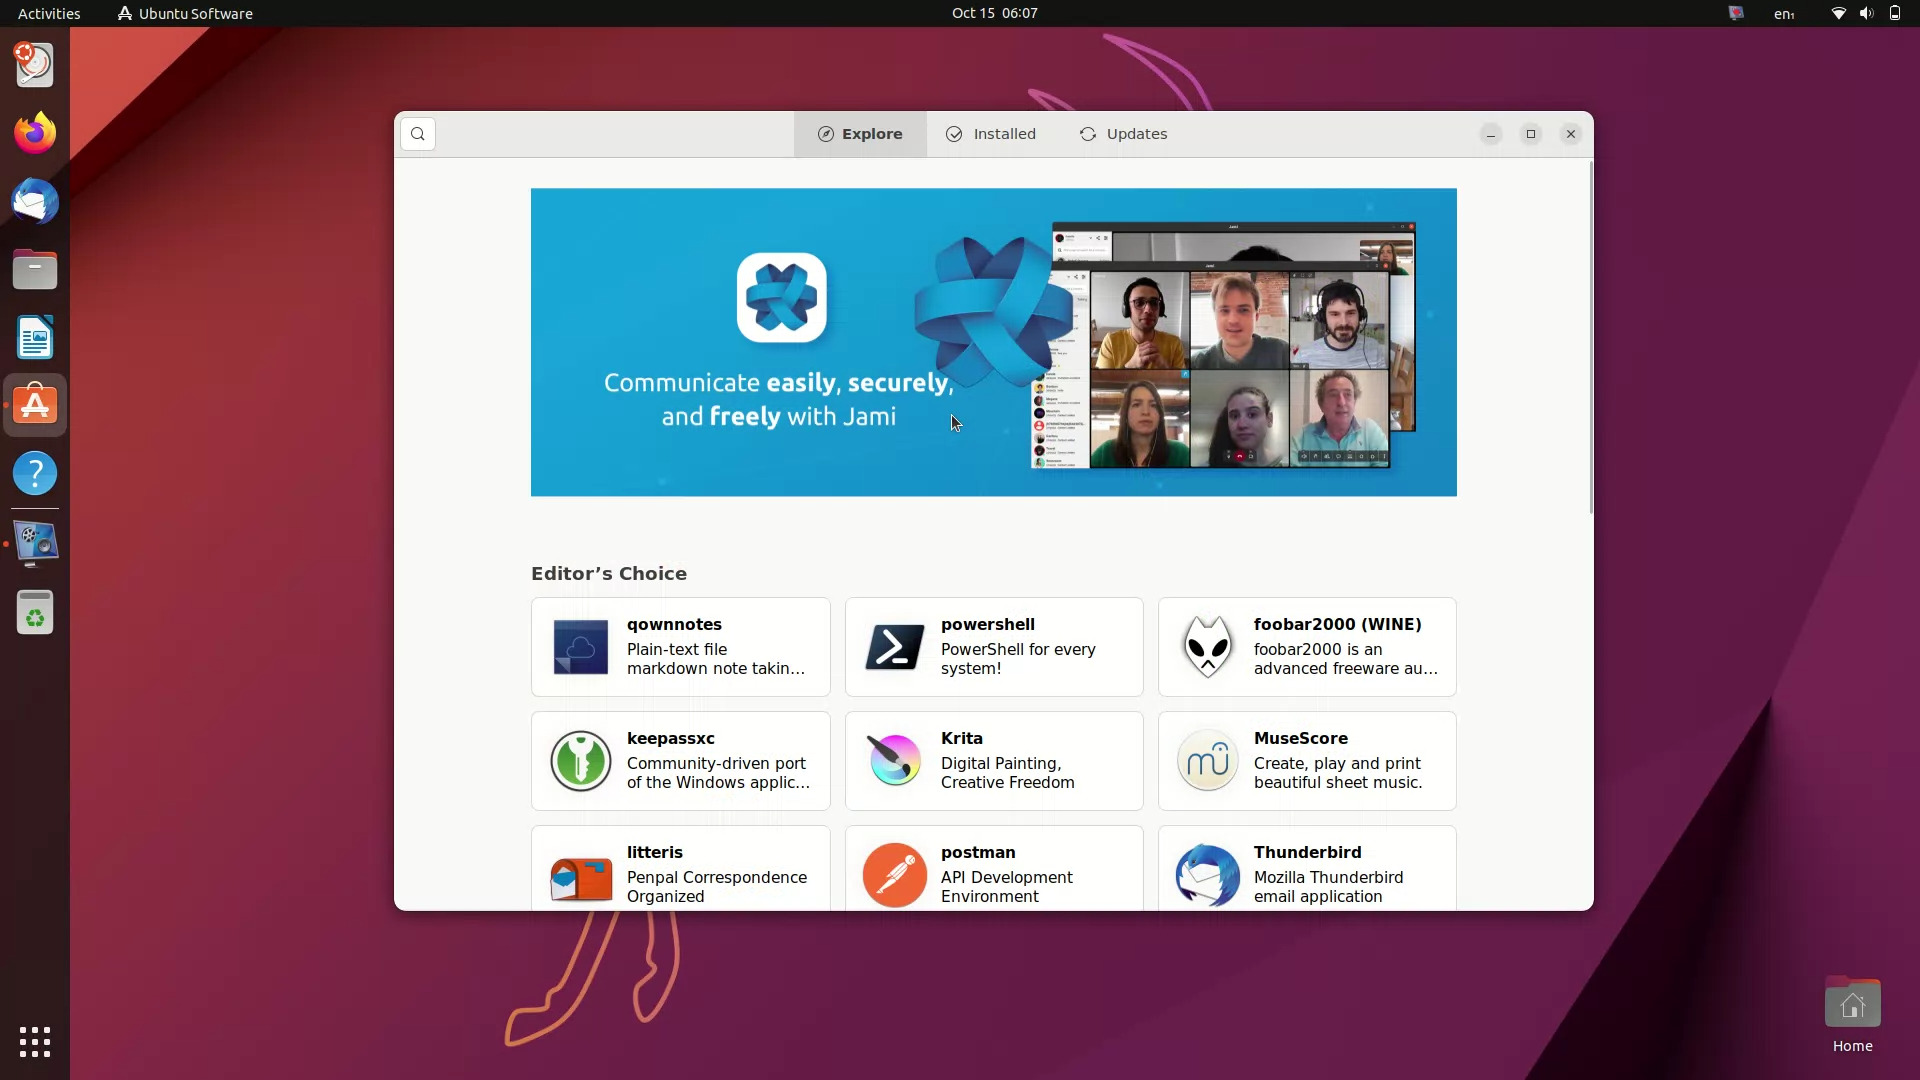 Activities
Ubuntu Software
Oct 15 06:07
en₁
Explore
Installed
Updates
Communicate easily, securely,
and freely with Jami
Editor’s Choice
qownnotes
Plain-text file
markdown note takin…
powershell
PowerShell for every
system!
foobar2000 (WINE)
foobar2000 is an
advanced freeware au…
keepassxc
Community-driven port
of the Windows applic…
Krita
Digital Painting,
Creative Freedom
MuseScore
Create, play and print
beautiful sheet music.
litteris
Penpal Correspondence
Organized
postman
API Development
Environment
Thunderbird
Mozilla Thunderbird
email application
Home